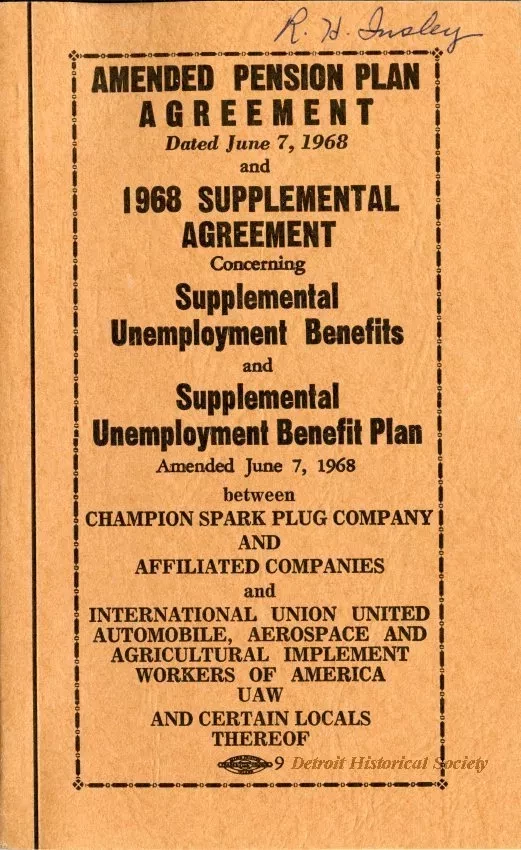 R. H. Insley
AMENDED PENSION PLAN
AGREEMENT
Dated June 7, 1968
and
1968 SUPPLEMENTAL
AGREEMENT
Concerning
Supplemental
Unemployment Benefits
and
Supplemental
Unemployment Benefit Plan
Amended June 7, 1968
between
CHAMPION SPARK PLUG COMPANY
AND
AFFILIATED COMPANIES
and
INTERNATIONAL UNION UNITED
AUTOMOBILE, AEROSPACE AND
AGRICULTURAL IMPLEMENT
WORKERS OF AMERICA
UAW
AND CERTAIN LOCALS
THEREOF
9 Detroit Historical Society